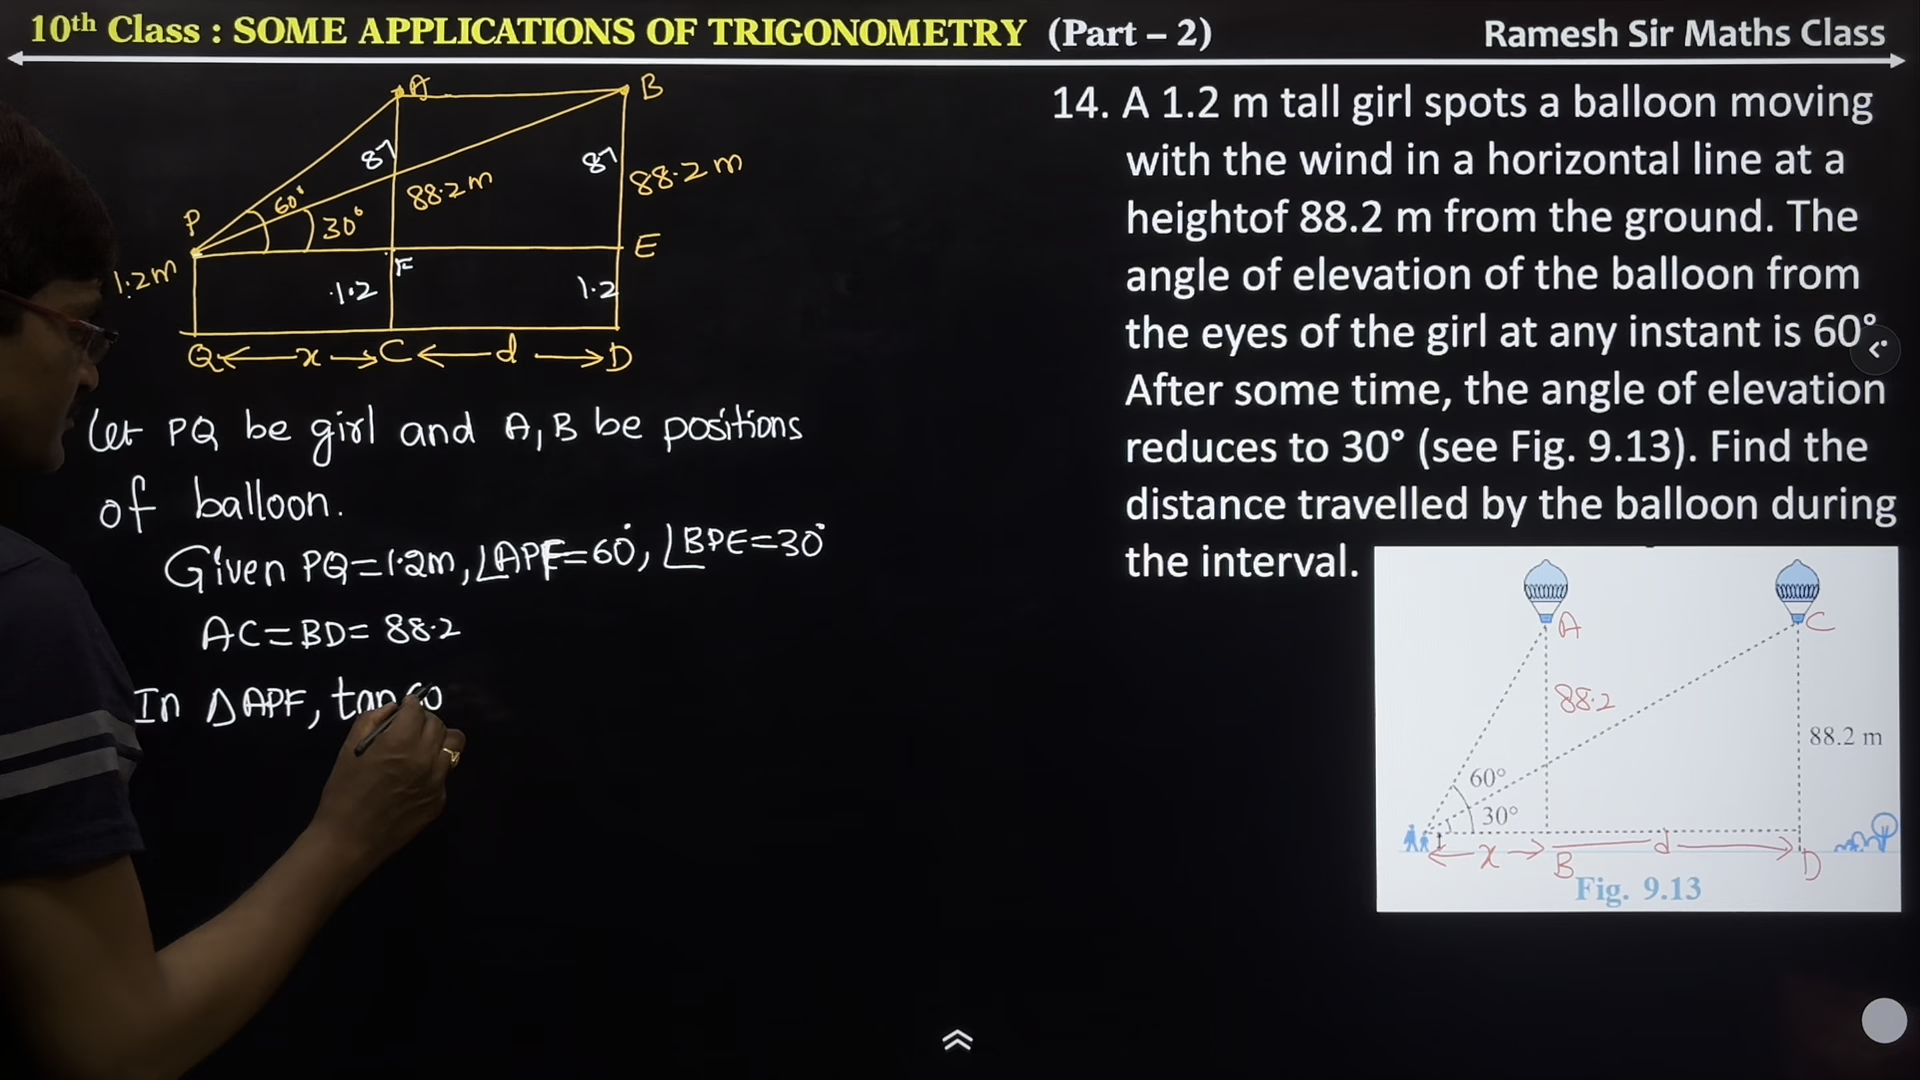 10th Class : SOME APPLICATIONS OF TRIGONOMETRY (Part – 2)
Ramesh Sir Maths Class
A
B
87
87
88.2 m
88.2 m
60°
30°
P
E
F
1.2m
1.2
1.2
Q x C d D
Let PQ be girl and A, B be positions
of balloon.
Given PQ=1.2m, ∠APF=60°, ∠BPE=30°
AC=BD= 88.2
In △APF, tan 60
14. A 1.2 m tall girl spots a balloon moving
with the wind in a horizontal line at a
heightof 88.2 m from the ground. The
angle of elevation of the balloon from
the eyes of the girl at any instant is 60°.
After some time, the angle of elevation
reduces to 30° (see Fig. 9.13). Find the
distance travelled by the balloon during
the interval.
A
C
88.2
88.2 m
60°
30°
x B d D
Fig. 9.13